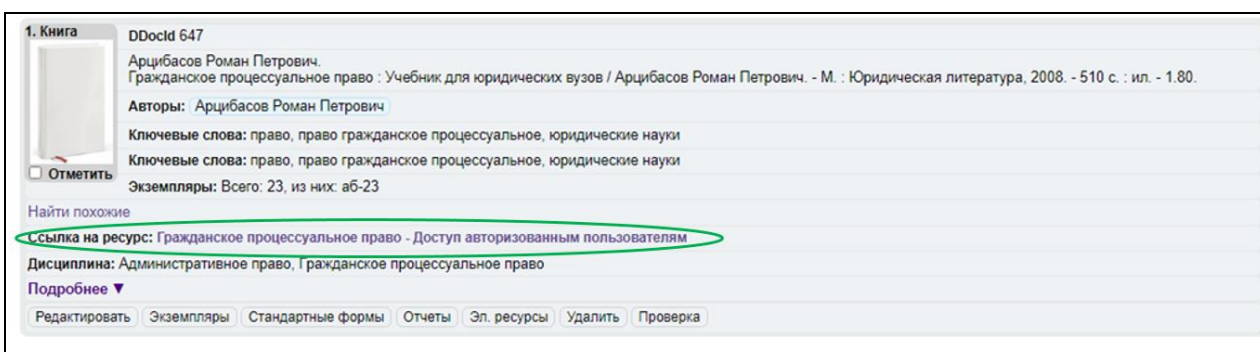 1. Книга
DDocId 647
Арцибасов Роман Петрович.
Гражданское процессуальное право : Учебник для юридических вузов / Арцибасов Роман Петрович. - М. : Юридическая литература, 2008. - 510 с. : ил. - 1.80.
Авторы: Арцибасов Роман Петрович
Ключевые слова: право, право гражданское процессуальное, юридические науки
Ключевые слова: право, право гражданское процессуальное, юридические науки
Отметить
Экземпляры: Всего: 23, из них: аб-23
Найти похожие
Ссылка на ресурс: Гражданское процессуальное право - Доступ авторизованным пользователям
Дисциплина: Административное право, Гражданское процессуальное право
Подробнее ▼
Редактировать Экземпляры Стандартные формы Отчеты Эл. ресурсы Удалить Проверка